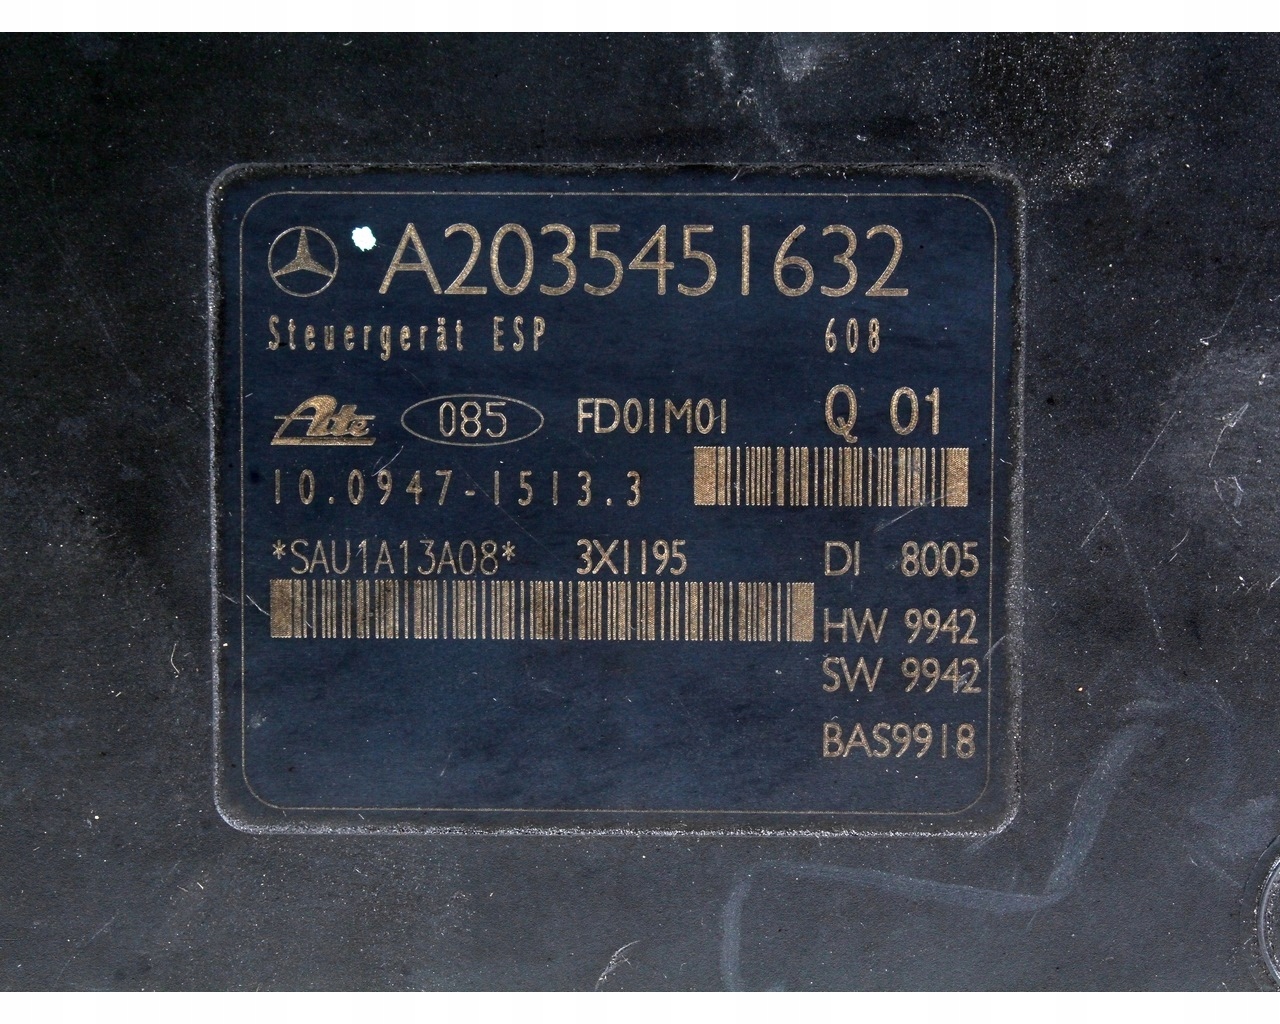 A2035451632
Steuergerät ESP 608
Ate 085 FD01M01 Q 01
10.0947-1513.3
*SAU1A13A08* 3X1195 DI 8005
HW 9942
SW 9942
BAS9918